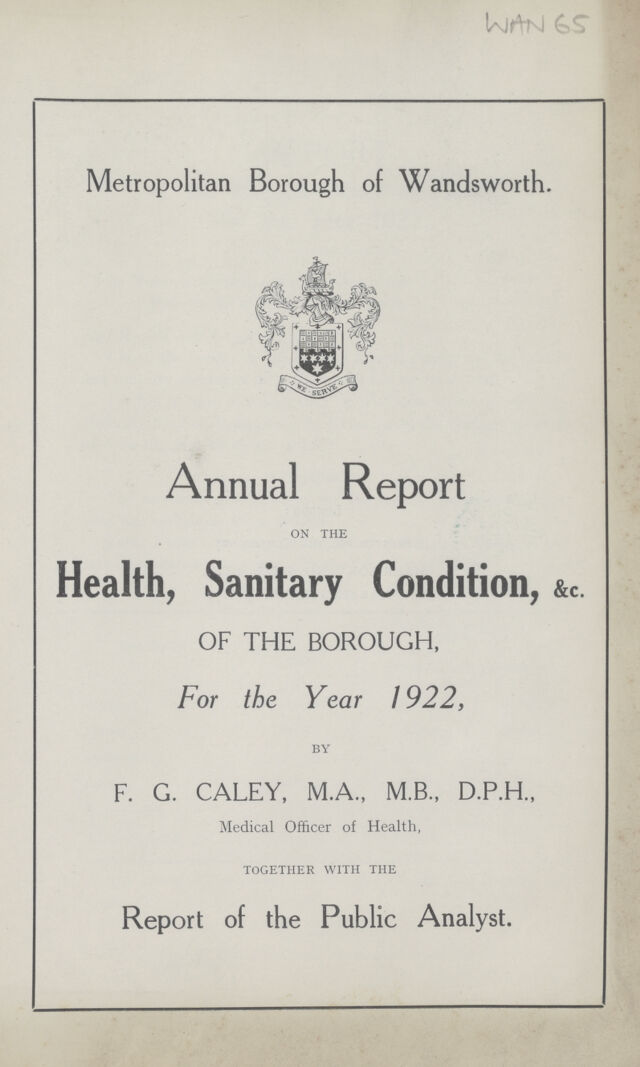 WAN 65
Metropolitan Borough of Wandsworth.
WE SERVE
Annual Report
ON THE
Health, Sanitary Condition, &c.
OF THE BOROUGH,
For the Year 1922,
BY
F. G. CALEY, M.A., M.B., D.P.H.,
Medical Officer of Health,
TOGETHER WITH THE
Report of the Public Analyst.